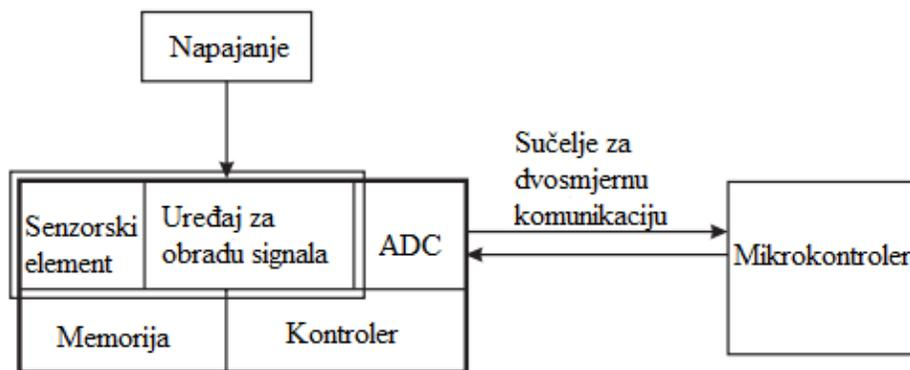 Napajanje
Sučelje za
dvosmjernu
komunikaciju
Senzorski
element
Uređaj za
obradu signala
ADC
Mikrokontroler
Memorija
Kontroler